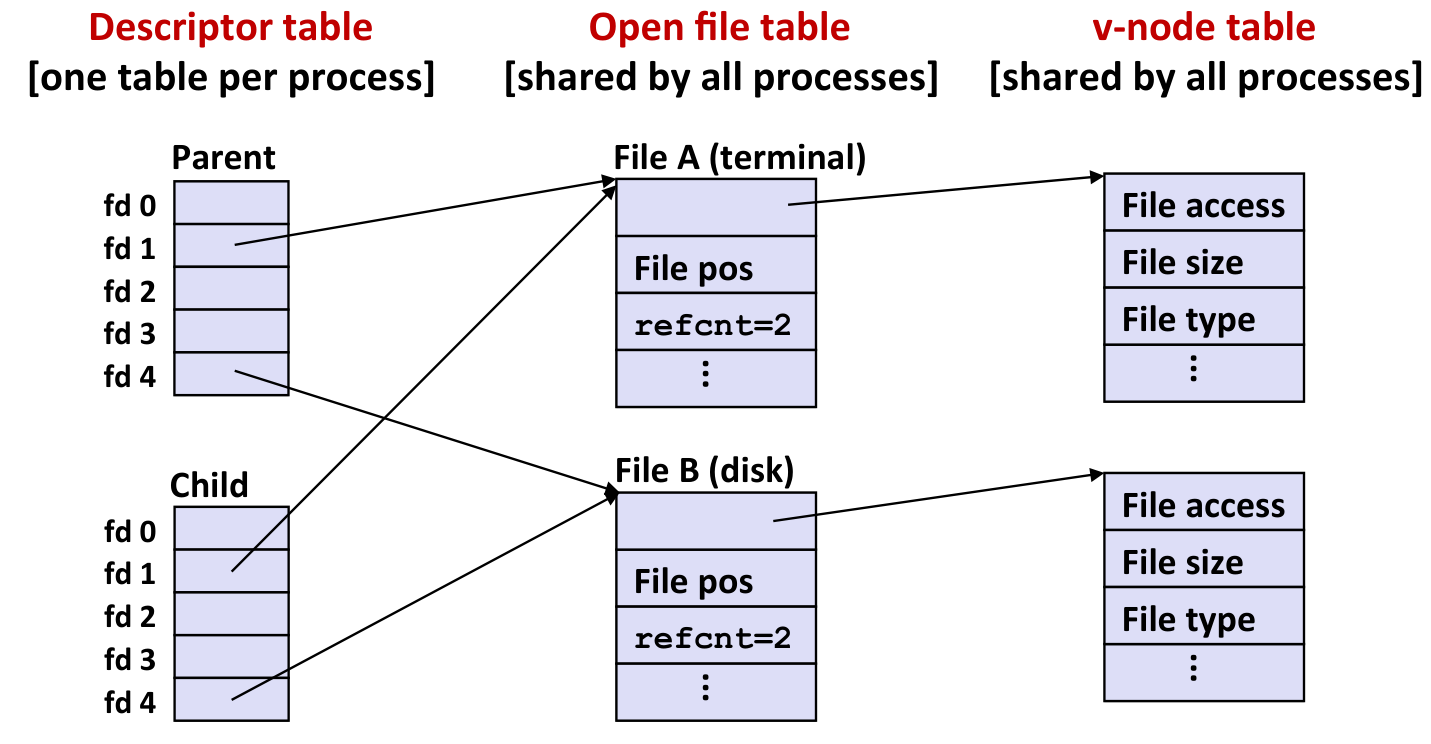 Descriptor table
[one table per process]
Open file table
[shared by all processes]
v-node table
[shared by all processes]
Parent
fd 0
fd 1
fd 2
fd 3
fd 4
Child
fd 0
fd 1
fd 2
fd 3
fd 4
File A (terminal)
File pos
refcnt=2
⋮
File B (disk)
File pos
refcnt=2
⋮
File access
File size
File type
⋮
File access
File size
File type
⋮